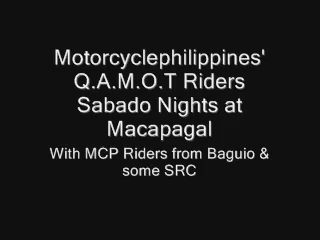 Motorcyclephilippines'
Q.A.M.O.T Riders
Sabado Nights at
Macapagal
With MCP Riders from Baguio &
some SRC